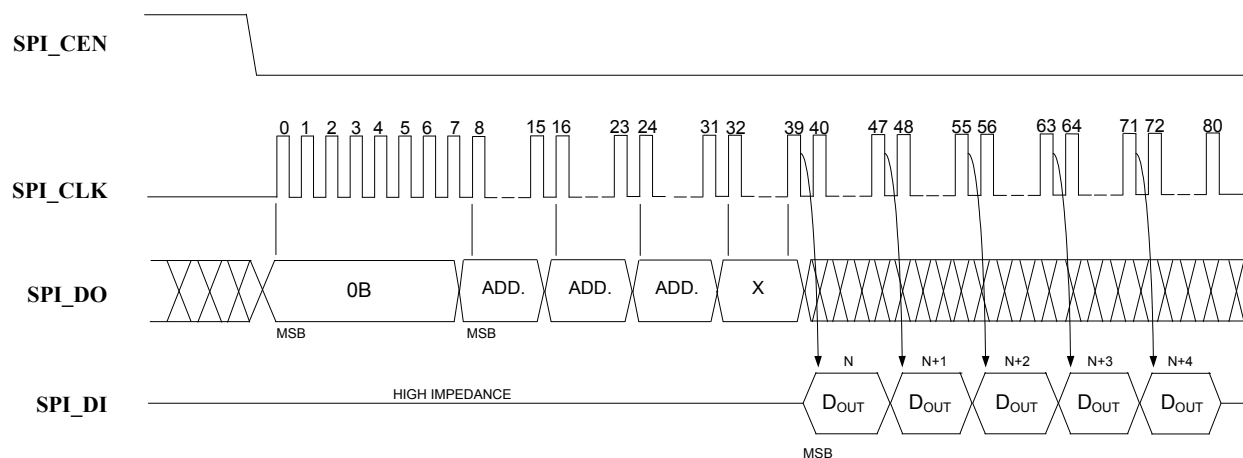 SPI_CEN
0 1 2 3 4 5 6 7 8 15 16 23 24 31 32 39 40 47 48 55 56 63 64 71 72 80
SPI_CLK
SPI_DO
0B ADD. ADD. ADD. X
MSB MSB
N N+1 N+2 N+3 N+4
SPI_DI
HIGH IMPEDANCE
DOUT DOUT DOUT DOUT DOUT
MSB